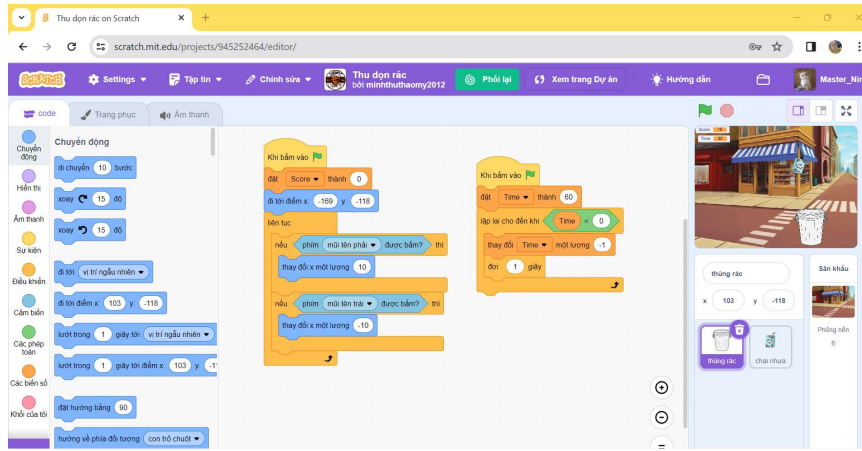 Thu dọn rác on Scratch
scratch.mit.edu/projects/945252464/editor/
SCRATCH Settings Tập tin Chỉnh sửa Thu dọn rác Phối lại Xem trang Dự án Hướng dẫn Master_Nin
bởi minhthuthaomy2012
code Trang phục Âm thanh
Chuyển động
Hiển thị
Âm thanh
Sự kiện
Điều khiển
Cảm biến
Các phép toán
Các biến số
Khối của tôi
Chuyển động
di chuyển 10 bước
xoay 15 độ
xoay 15 độ
đi tới vị trí ngẫu nhiên
đi tới điểm x: 103 y: -118
lướt trong 1 giây tới vị trí ngẫu nhiên
lướt trong 1 giây tới điểm x: 103 y: -11
đặt hướng bằng 90
hướng về phía đối tượng con trỏ chuột
Khi bấm vào
đặt Score thành 0
đi tới điểm x: -169 y: -118
liên tục
nếu phím mũi tên phải được bấm? thì
thay đổi x một lượng 10
nếu phím mũi tên trái được bấm? thì
thay đổi x một lượng -10
Khi bấm vào
đặt Time thành 60
lặp lại cho đến khi Time = 0
thay đổi Time một lượng -1
đợi 1 giây
Score
Time
thùng rác
x 103 y -118
thùng rác
chai nhựa
Sân khấu
Phông nền
6